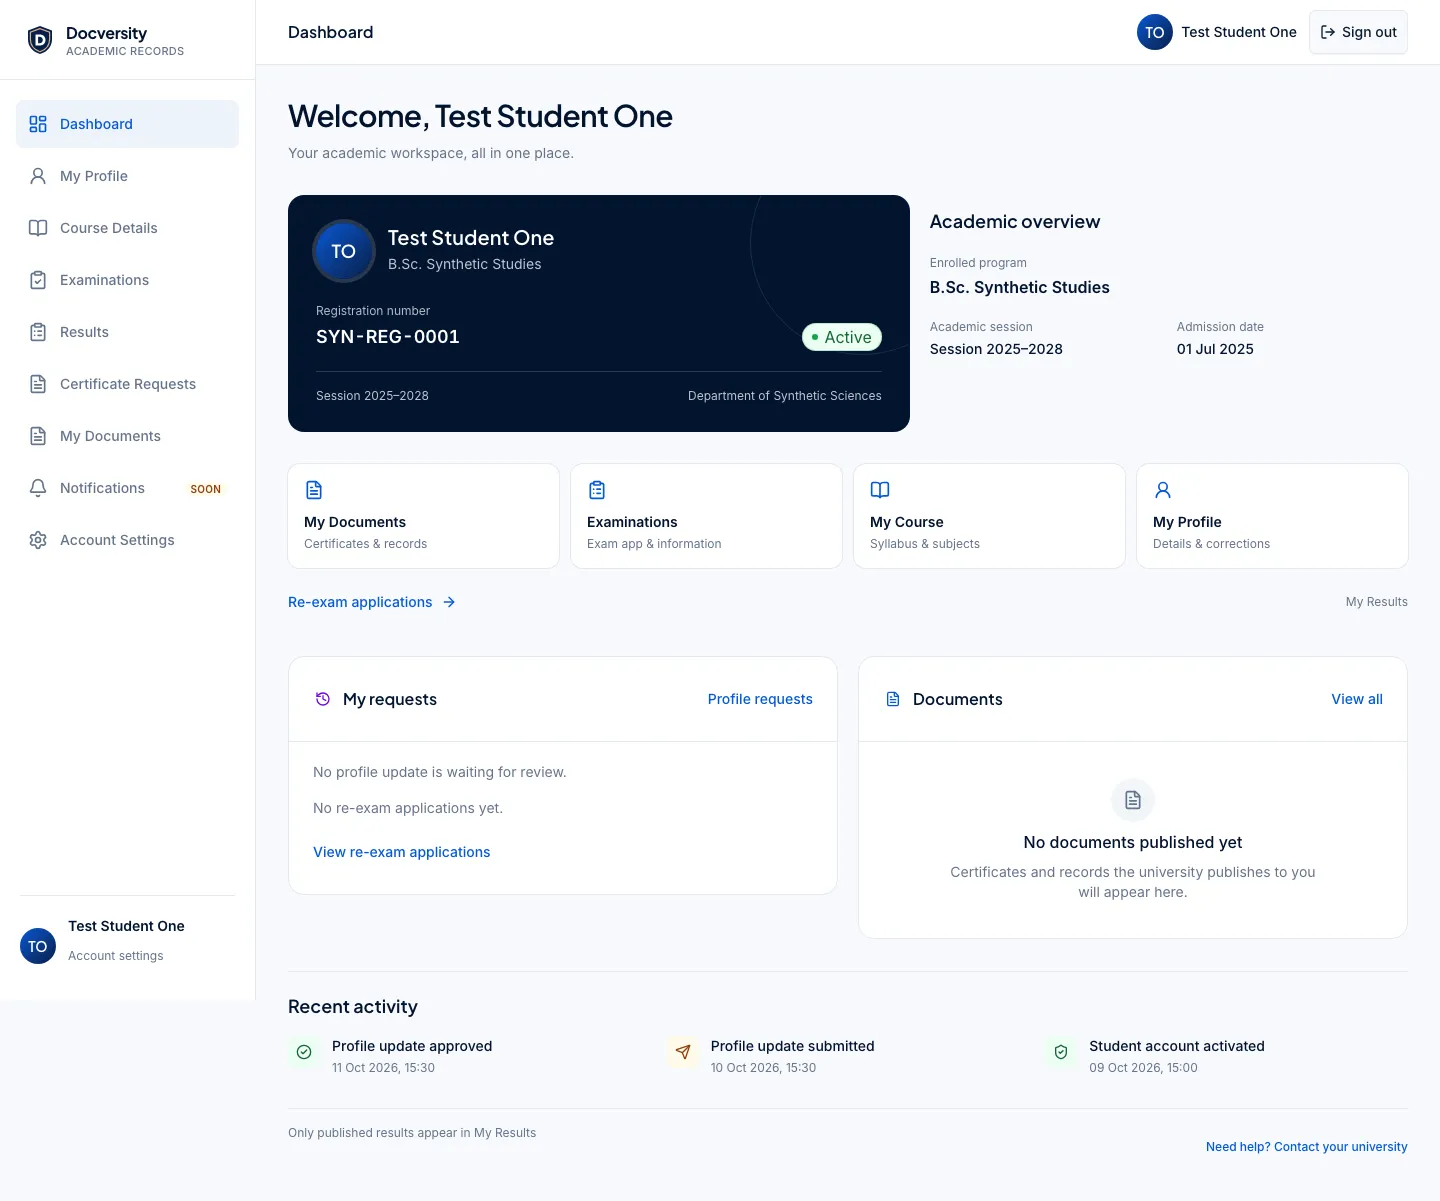 Docversity
ACADEMIC RECORDS
Dashboard
My Profile
Course Details
Examinations
Results
Certificate Requests
My Documents
Notifications SOON
Account Settings
TO Test Student One
Account settings
Dashboard
TO Test Student One Sign out
Welcome, Test Student One
Your academic workspace, all in one place.
TO
Test Student One
B.Sc. Synthetic Studies
Registration number
SYN-REG-0001
Active
Session 2025–2028 Department of Synthetic Sciences
Academic overview
Enrolled program
B.Sc. Synthetic Studies
Academic session
Session 2025–2028
Admission date
01 Jul 2025
My Documents
Certificates & records
Examinations
Exam app & information
My Course
Syllabus & subjects
My Profile
Details & corrections
Re-exam applications
My Results
My requests Profile requests
No profile update is waiting for review.
No re-exam applications yet.
View re-exam applications
Documents View all
No documents published yet
Certificates and records the university publishes to you
will appear here.
Recent activity
Profile update approved
11 Oct 2026, 15:30
Profile update submitted
10 Oct 2026, 15:30
Student account activated
09 Oct 2026, 15:00
Only published results appear in My Results
Need help? Contact your university